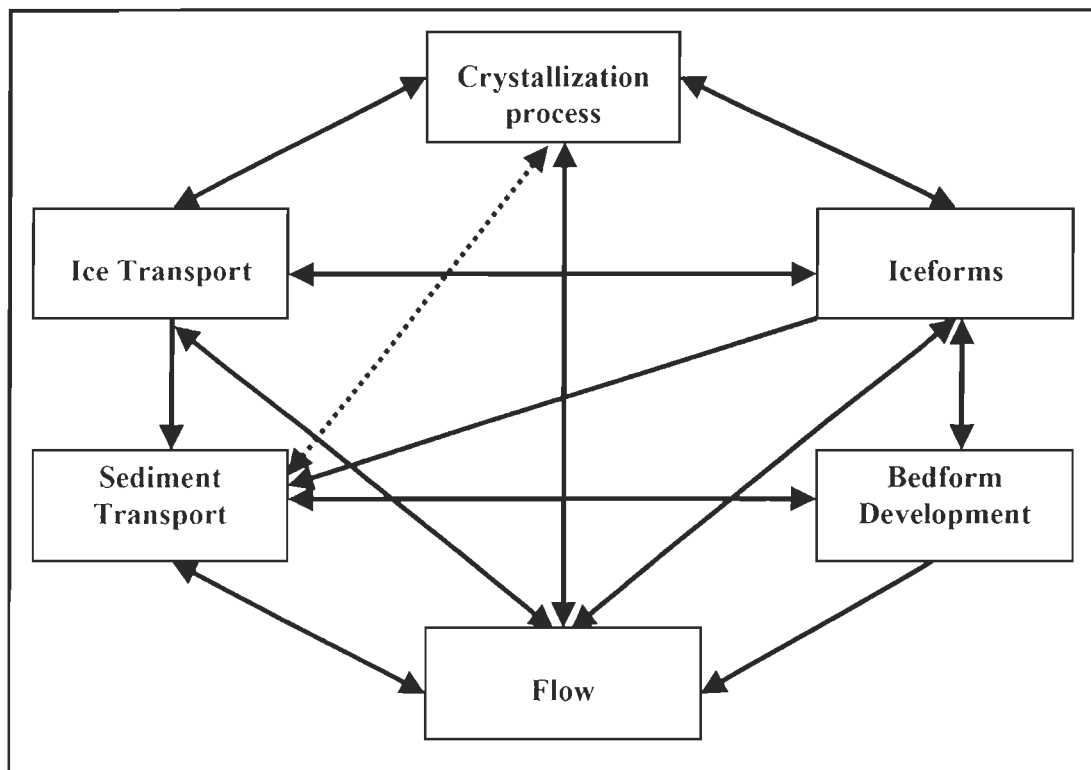 Crystallization
process
Ice Transport
Iceforms
Sediment
Transport
Bedform
Development
Flow